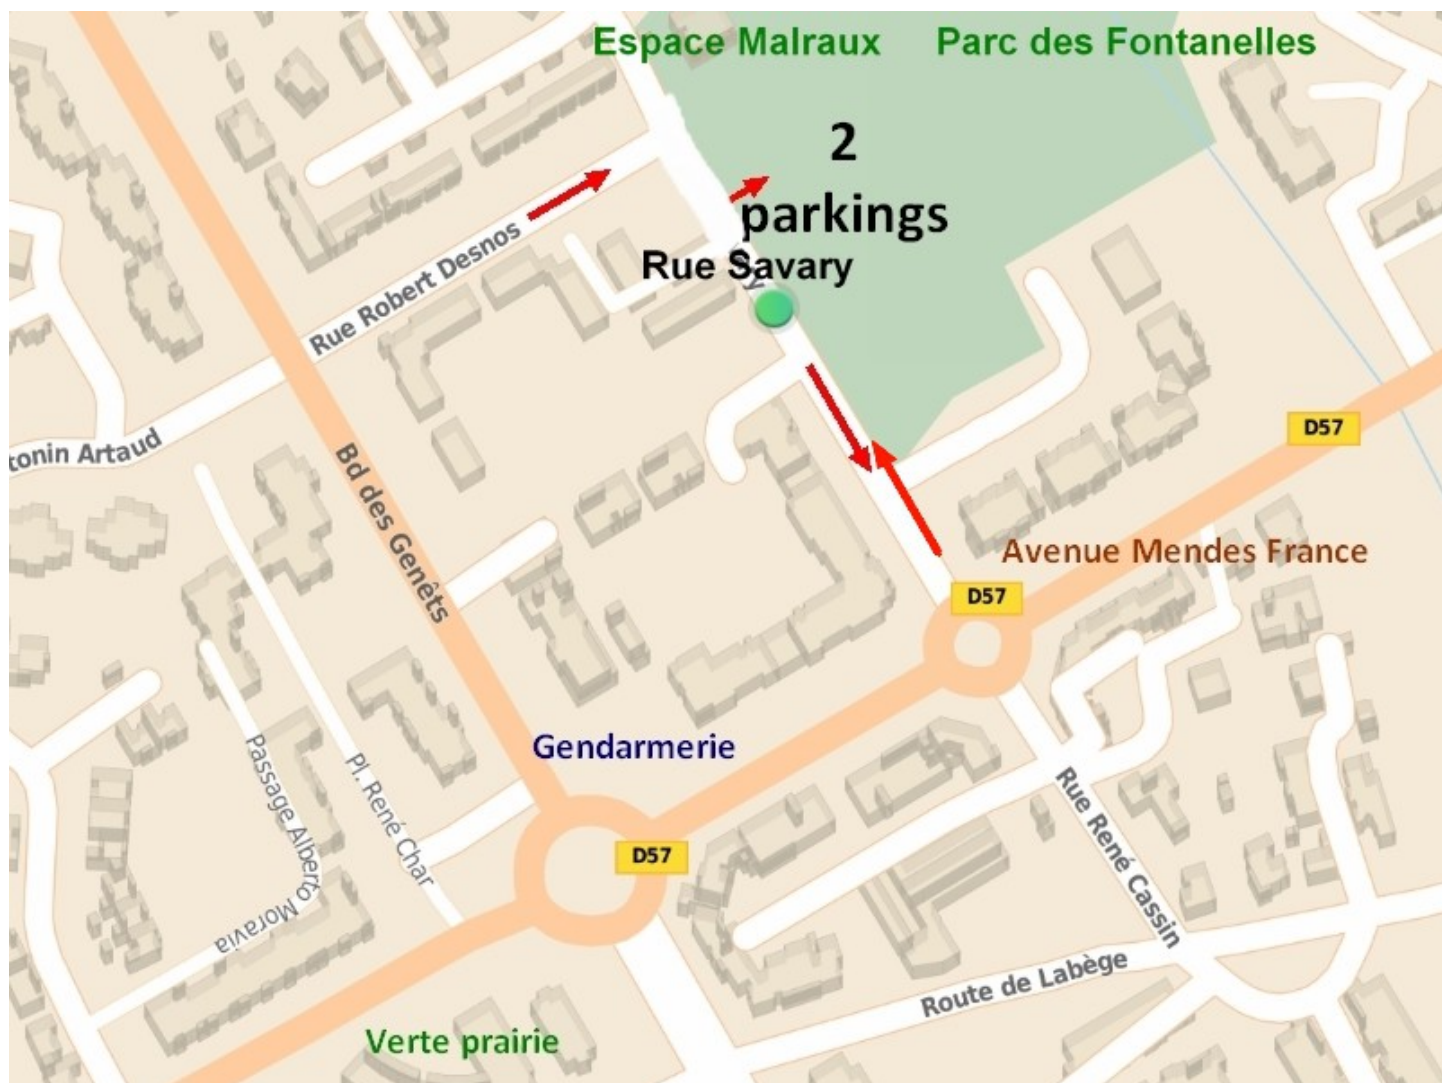 Espace Malraux
Parc des Fontanelles
2
parkings
Rue Savary
Rue Robert Desnos
D57
tonin Artaud
Bd des Genêts
Avenue Mendes France
D57
Gendarmerie
Passage Alberto Moravia
Pl. René Char
Rue René Cassin
D57
Route de Labège
Verte prairie